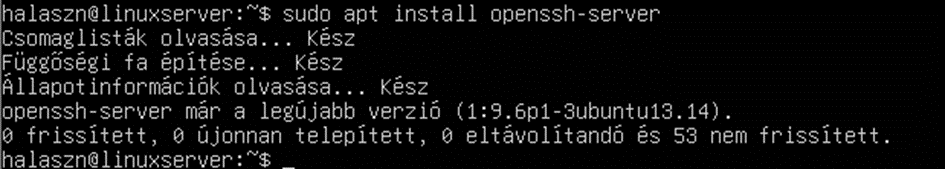 halaszn@linuxserver:~$ sudo apt install openssh-server
Csomaglisták olvasása... Kész
Függőségi fa építése... Kész
Állapotinformációk olvasása... Kész
openssh-server már a legújabb verzió (1:9.6p1-3ubuntu13.14).
0 frissített, 0 újonnan telepített, 0 eltávolítandó és 53 nem frissített.
halaszn@linuxserver:~$ _